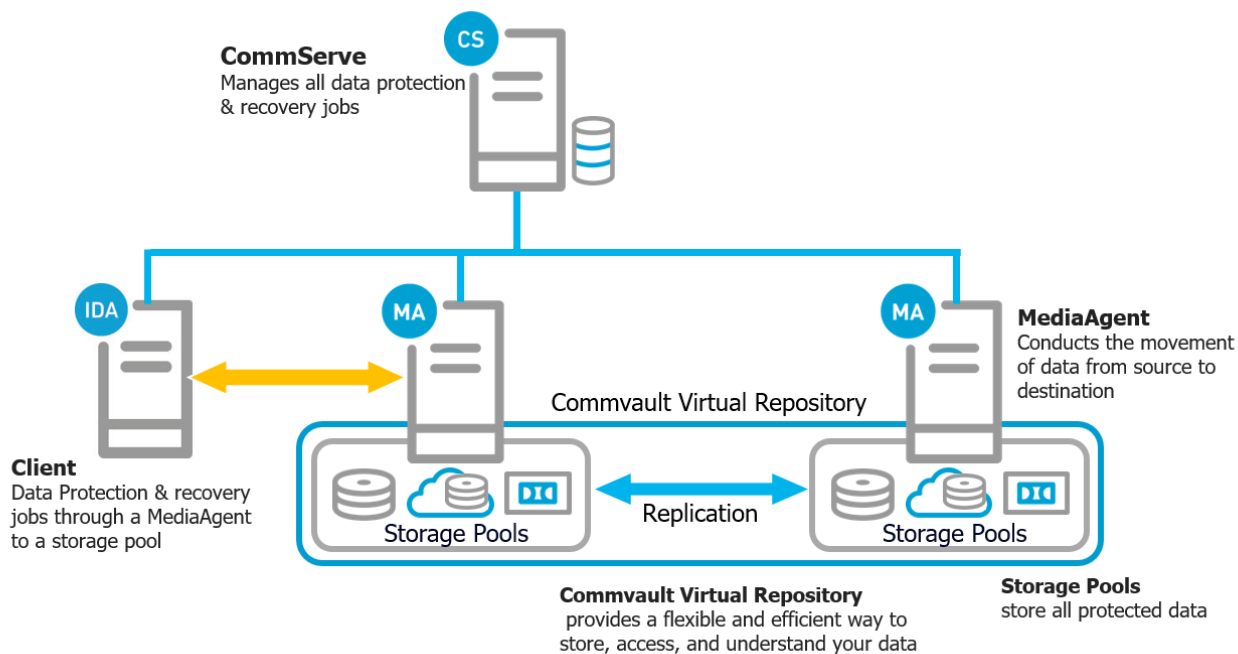 CS
CommServe
Manages all data protection
& recovery jobs
IDA
MA
MA
MediaAgent
Conducts the movement
of data from source to
destination
Commvault Virtual Repository
Client
Data Protection & recovery
jobs through a MediaAgent
to a storage pool
Storage Pools
Replication
Storage Pools
Commvault Virtual Repository
provides a flexible and efficient way to
store, access, and understand your data
Storage Pools
store all protected data